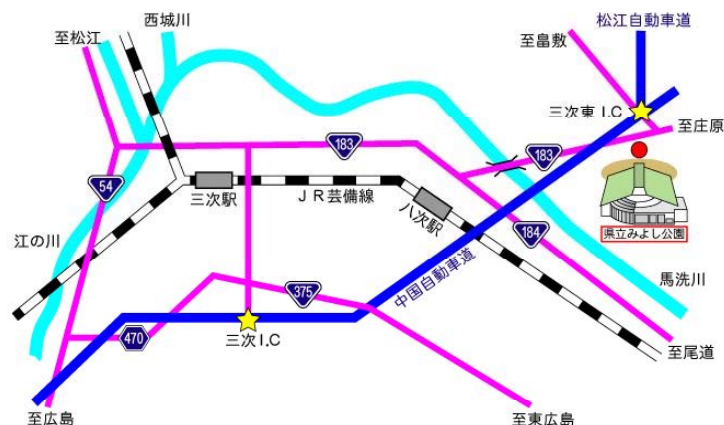 西城川
松江自動車道
至松江
至畠敷
三次東 I.C
至庄原
183
183
54
三次駅
JR芸備線
八次駅
184
県立みよし公園
江の川
375
中国自動車道
馬洗川
470
三次I.C
至尾道
至広島
至東広島